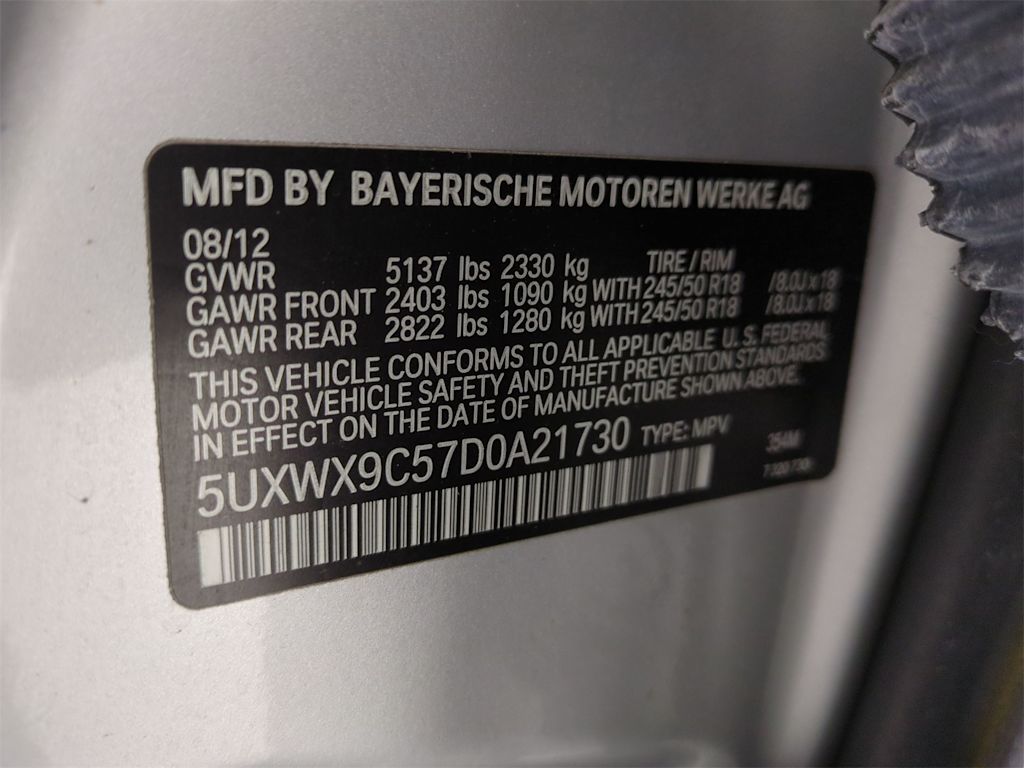 MFD BY BAYERISCHE MOTOREN WERKE AG
08/12 TIRE / RIM
GVWR 5137 lbs 2330 kg
GAWR FRONT 2403 lbs 1090 kg WITH 245/50 R18 /8.0J x 18
GAWR REAR 2822 lbs 1280 kg WITH 245/50 R18 /8.0J x 18
THIS VEHICLE CONFORMS TO ALL APPLICABLE U.S. FEDERAL
MOTOR VEHICLE SAFETY AND THEFT PREVENTION STANDARDS
IN EFFECT ON THE DATE OF MANUFACTURE SHOWN ABOVE.
5UXWX9C57D0A21730 TYPE: MPV 354M